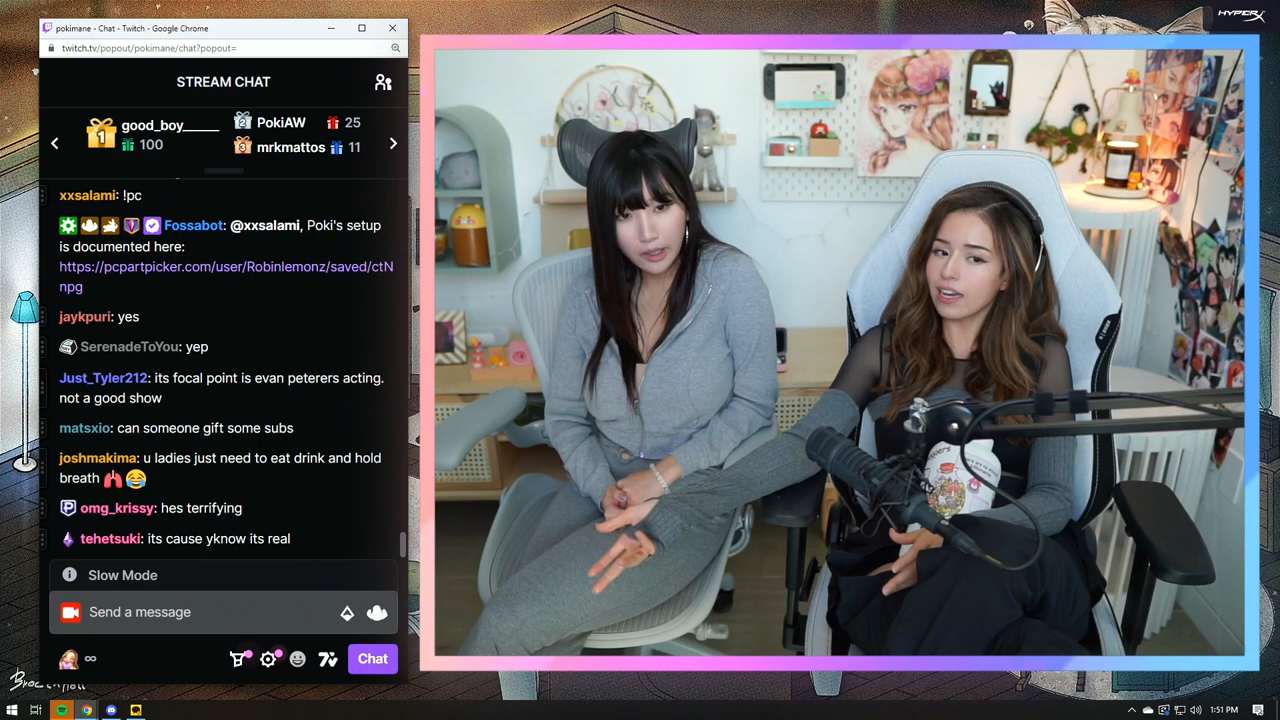 pokimane - Chat - Twitch - Google Chrome
twitch.tv/popout/pokimane/chat?popout=
HYPERX
STREAM CHAT
1 good_boy_____ 100
2 PokiAW 25
3 mrkmattos 11
xxsalami: !pc
Fossabot: @xxsalami, Poki's setup
is documented here:
https://pcpartpicker.com/user/Robinlemonz/saved/ctN
npg
jaykpuri: yes
SerenadeToYou: yep
Just_Tyler212: its focal point is evan peterers acting.
not a good show
matsxio: can someone gift some subs
joshmakima: u ladies just need to eat drink and hold
breath 🫁😂
omg_krissy: hes terrifying
tehetsuki: its cause yknow its real
Slow Mode
Send a message
∞
Chat
1:51 PM